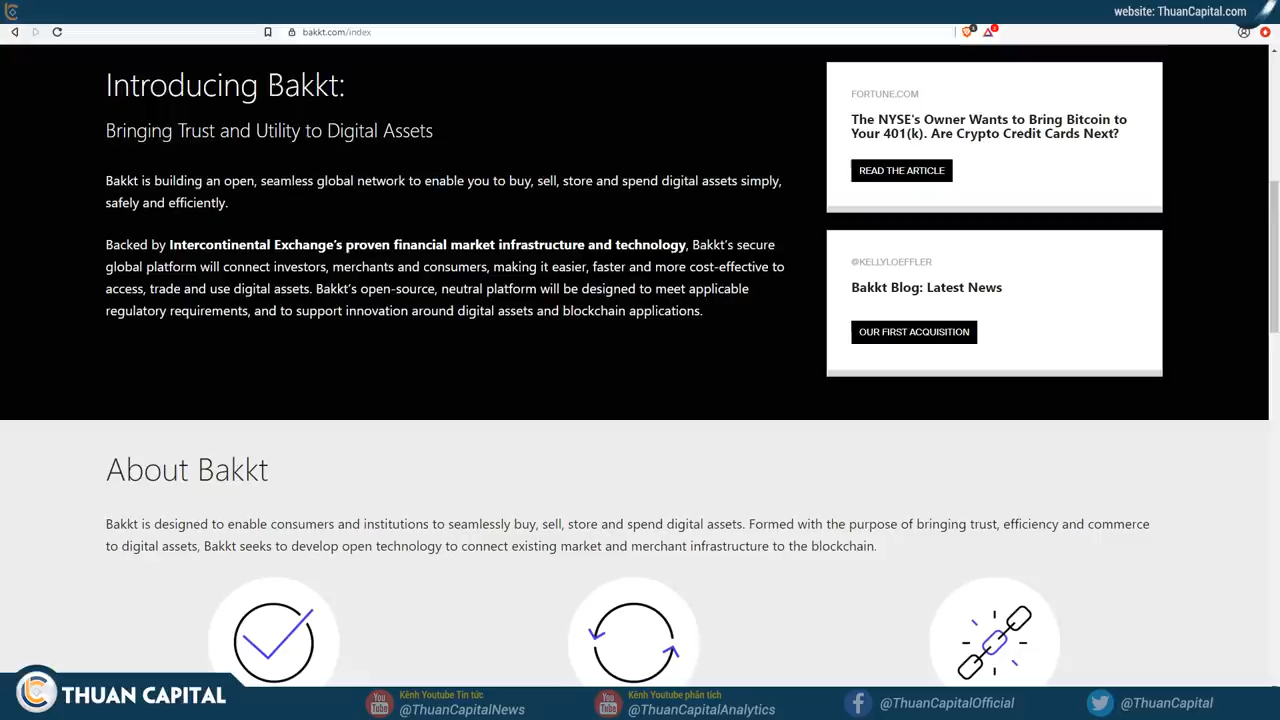 website: ThuanCapital.com
bakkt.com/index
Introducing Bakkt:
Bringing Trust and Utility to Digital Assets
Bakkt is building an open, seamless global network to enable you to buy, sell, store and spend digital assets simply,
safely and efficiently.
Backed by Intercontinental Exchange's proven financial market infrastructure and technology, Bakkt's secure
global platform will connect investors, merchants and consumers, making it easier, faster and more cost-effective to
access, trade and use digital assets. Bakkt's open-source, neutral platform will be designed to meet applicable
regulatory requirements, and to support innovation around digital assets and blockchain applications.
FORTUNE.COM
The NYSE's Owner Wants to Bring Bitcoin to
Your 401(k). Are Crypto Credit Cards Next?
READ THE ARTICLE
@KELLYLOEFFLER
Bakkt Blog: Latest News
OUR FIRST ACQUISITION
About Bakkt
Bakkt is designed to enable consumers and institutions to seamlessly buy, sell, store and spend digital assets. Formed with the purpose of bringing trust, efficiency and commerce
to digital assets, Bakkt seeks to develop open technology to connect existing market and merchant infrastructure to the blockchain.
THUAN CAPITAL
You Tube
Kênh Youtube Tin tức:
@ThuanCapitalNews
You Tube
Kênh Youtube phân tích
@ThuanCapitalAnalytics
@ThuanCapitalOfficial
@ThuanCapital